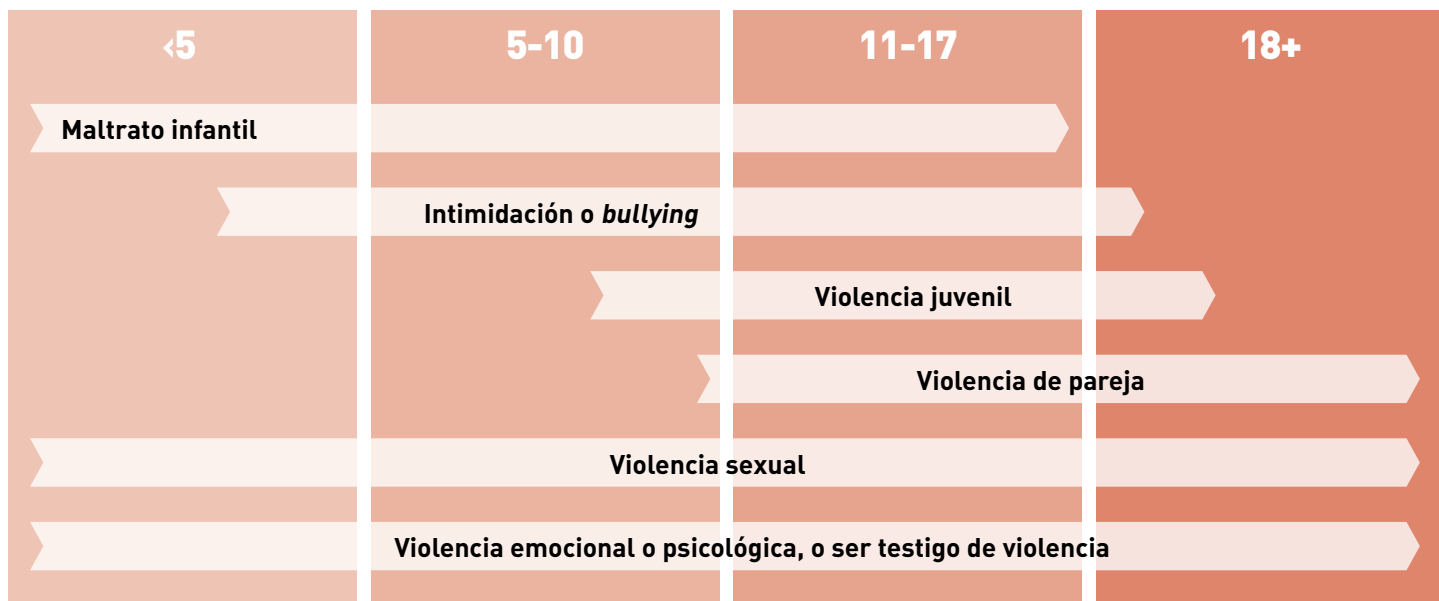 <5
5-10
11-17
18+
Maltrato infantil
Intimidación o bullying
Violencia juvenil
Violencia de pareja
Violencia sexual
Violencia emocional o psicológica, o ser testigo de violencia